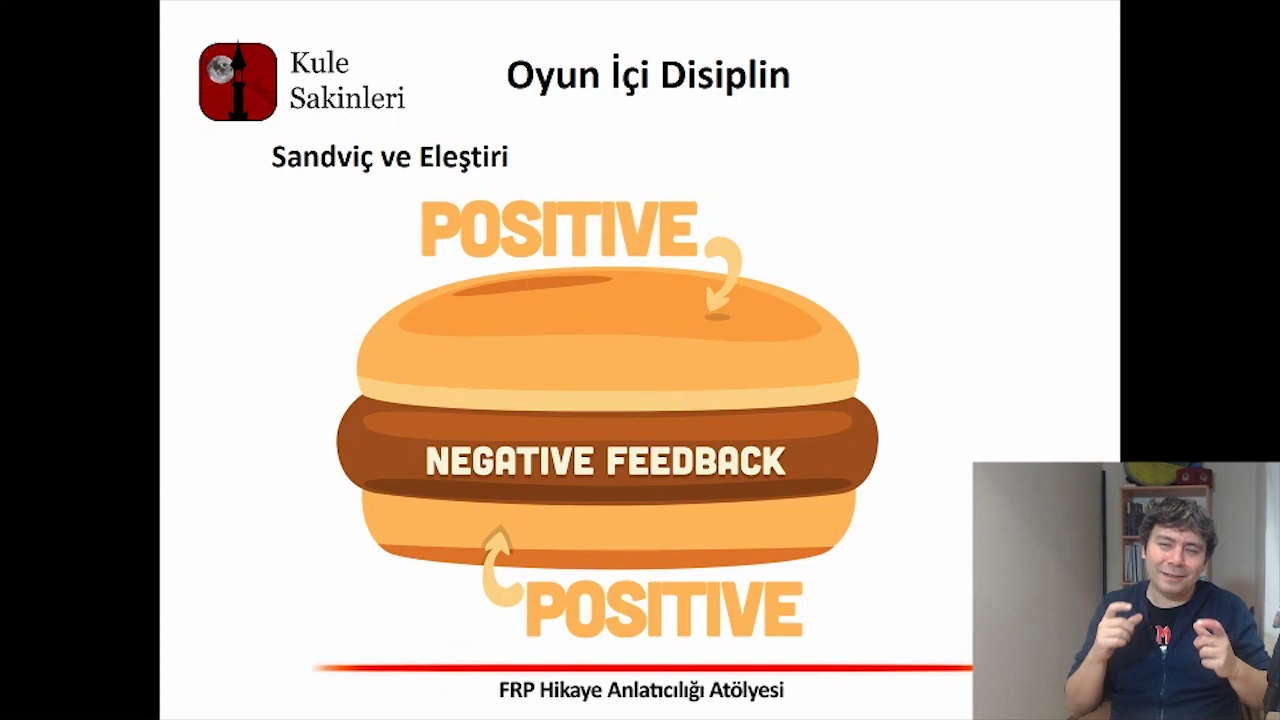 Kule
Sakinleri
Oyun İçi Disiplin
Sandviç ve Eleştiri
POSITIVE
NEGATIVE FEEDBACK
POSITIVE
FRP Hikaye Anlatıcılığı Atölyesi
M